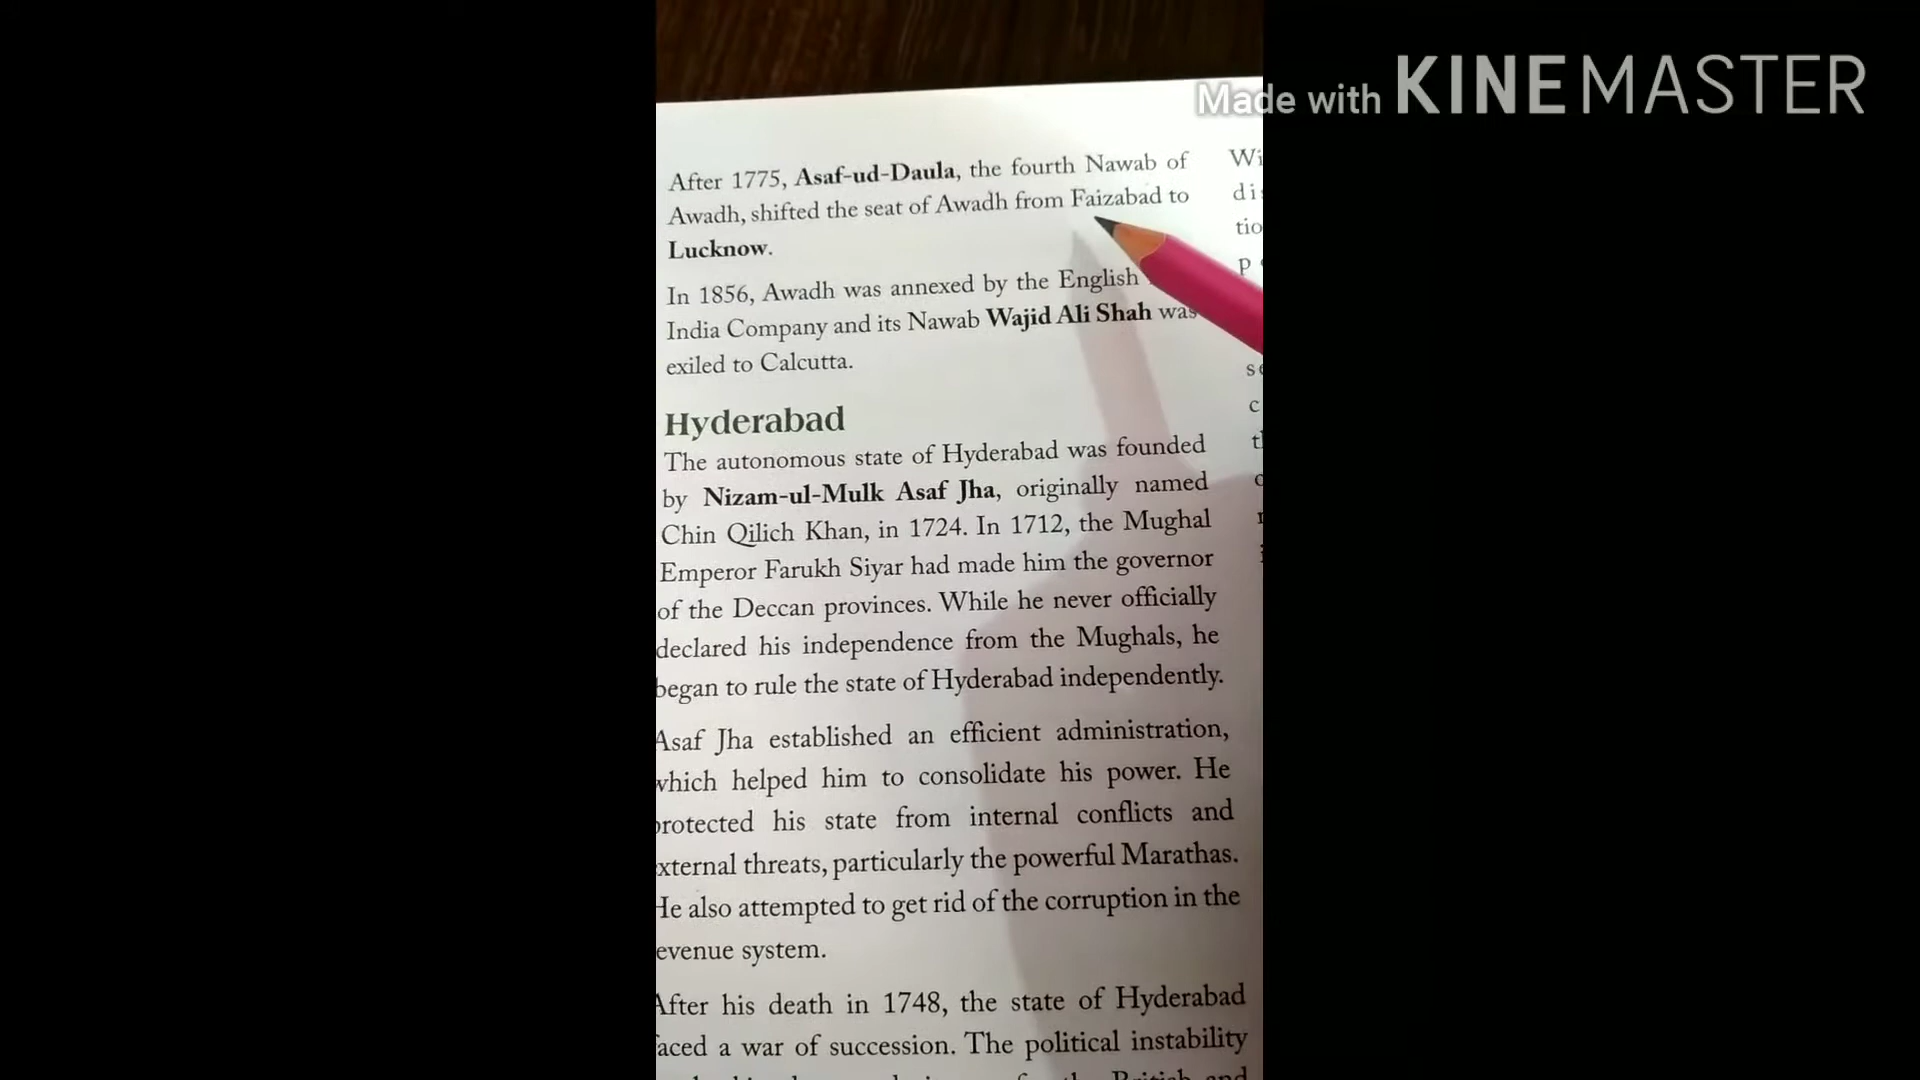 Made with KINEMASTER
After 1775, Asaf-ud-Daula, the fourth Nawab of
Awadh, shifted the seat of Awadh from Faizabad to
Lucknow.
In 1856, Awadh was annexed by the English
India Company and its Nawab Wajid Ali Shah was
exiled to Calcutta.
Hyderabad
The autonomous state of Hyderabad was founded
by Nizam-ul-Mulk Asaf Jha, originally named
Chin Qilich Khan, in 1724. In 1712, the Mughal
Emperor Farukh Siyar had made him the governor
of the Deccan provinces. While he never officially
declared his independence from the Mughals, he
began to rule the state of Hyderabad independently.
Asaf Jha established an efficient administration,
which helped him to consolidate his power. He
protected his state from internal conflicts and
xternal threats, particularly the powerful Marathas.
He also attempted to get rid of the corruption in the
evenue system.
After his death in 1748, the state of Hyderabad
faced a war of succession. The political instability